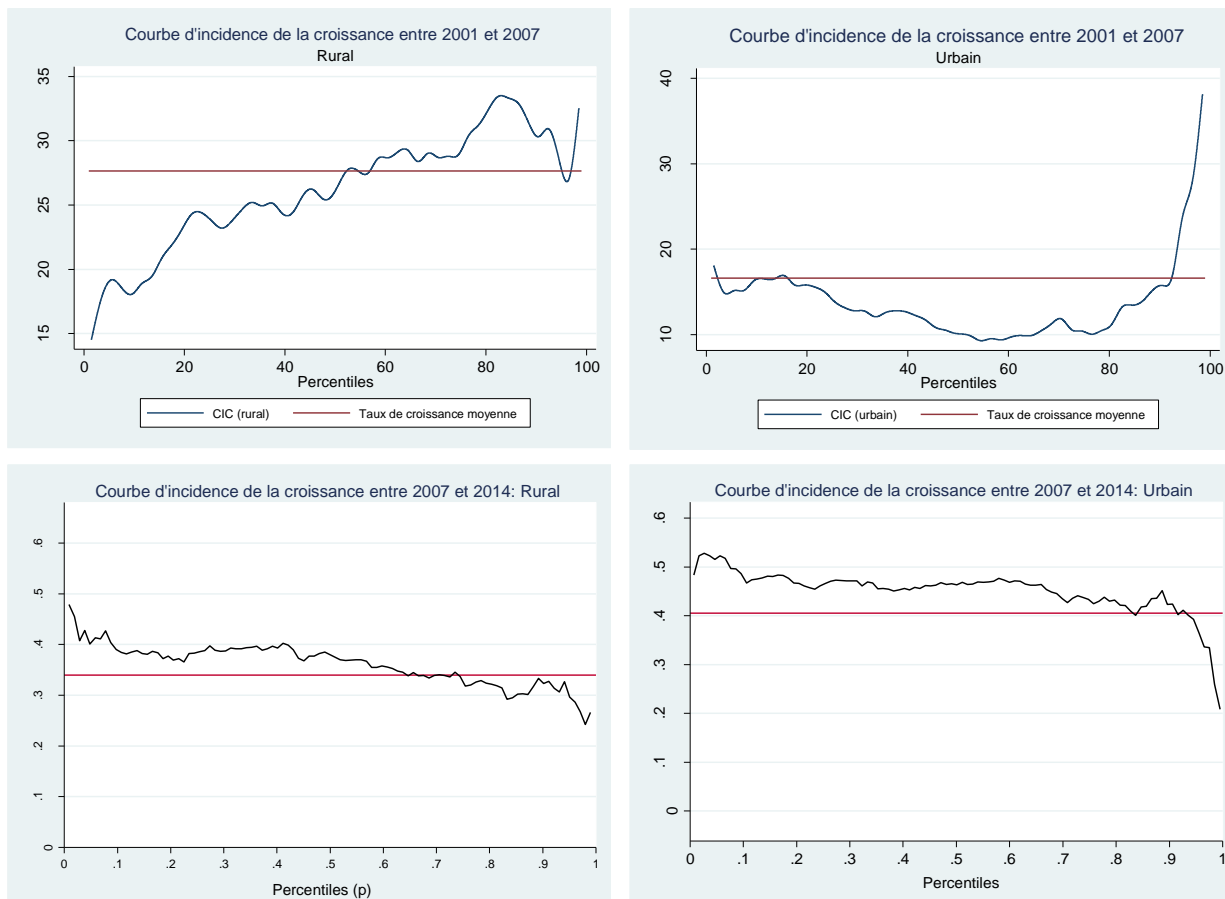 Courbe d'incidence de la croissance entre 2001 et 2007
Rural
35
30
25
20
15
0 20 40 60 80 100
Percentiles
CIC (rural) Taux de croissance moyenne
Courbe d'incidence de la croissance entre 2001 et 2007
Urbain
40
30
20
10
0 20 40 60 80 100
Percentiles
CIC (urbain) Taux de croissance moyenne
Courbe d'incidence de la croissance entre 2007 et 2014: Rural
.6
.5
.4
.3
.2
.1
0
0 .1 .2 .3 .4 .5 .6 .7 .8 .9 1
Percentiles (p)
Courbe d'incidence de la croissance entre 2007 et 2014: Urbain
.6
.5
.4
.3
.2
.1
0
0 .1 .2 .3 .4 .5 .6 .7 .8 .9 1
Percentiles